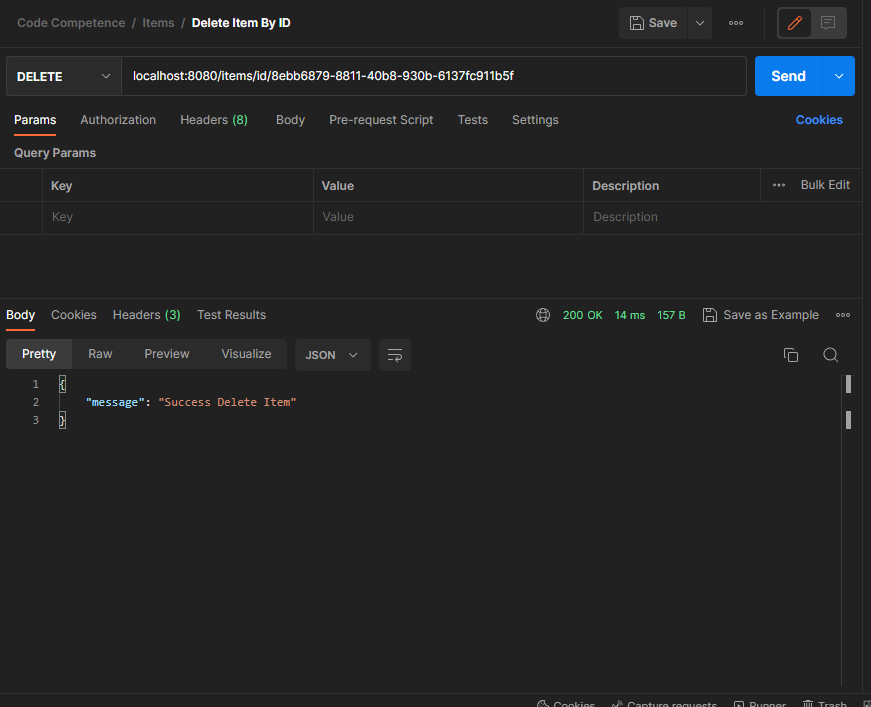 Code Competence / Items / Delete Item By ID
Save
DELETE
localhost:8080/items/id/8ebb6879-8811-40b8-930b-6137fc911b5f
Send
Params Authorization Headers (8) Body Pre-request Script Tests Settings Cookies
Query Params
Key Value Description Bulk Edit
Key Value Description
Body Cookies Headers (3) Test Results 200 OK 14 ms 157 B Save as Example
Pretty Raw Preview Visualize JSON
1 {
2 "message": "Success Delete Item"
3 }
Cookies Capture requests Runner Trash